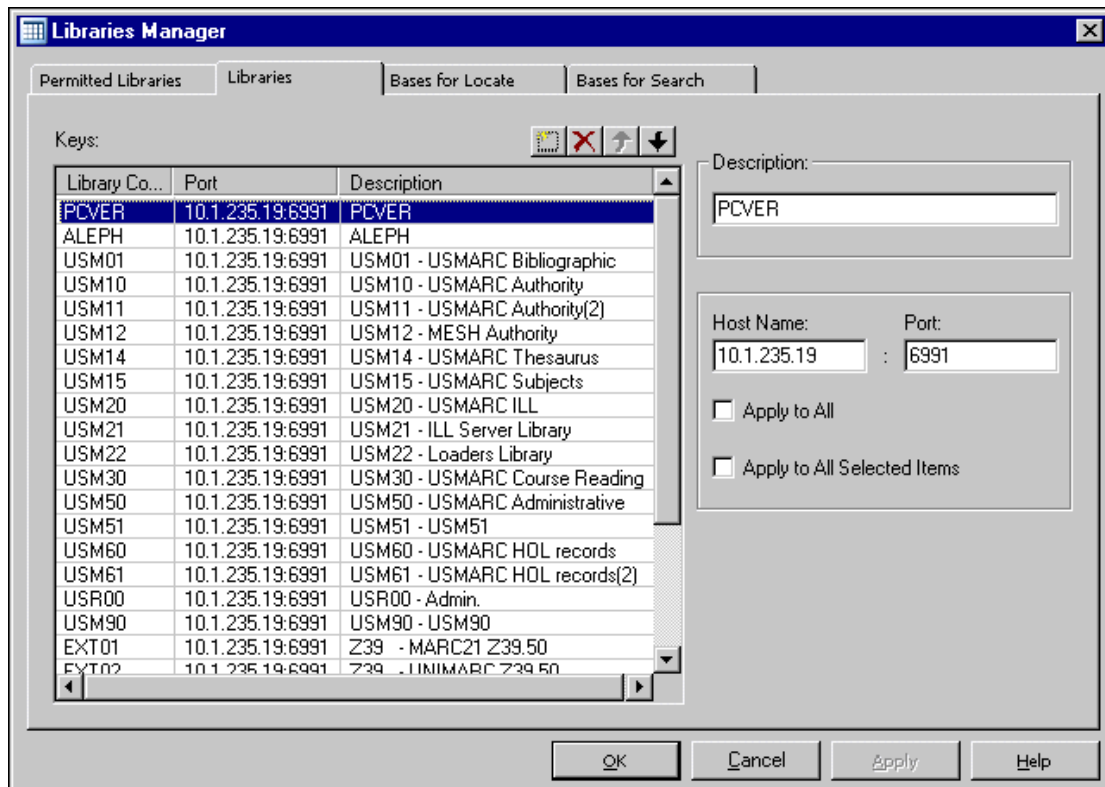 Libraries Manager
Permitted Libraries Libraries Bases for Locate Bases for Search
Keys:
Library Co... Port Description
PCVER 10.1.235.19:6991 PCVER
ALEPH 10.1.235.19:6991 ALEPH
USM01 10.1.235.19:6991 USM01 - USMARC Bibliographic
USM10 10.1.235.19:6991 USM10 - USMARC Authority
USM11 10.1.235.19:6991 USM11 - USMARC Authority(2)
USM12 10.1.235.19:6991 USM12 - MESH Authority
USM14 10.1.235.19:6991 USM14 - USMARC Thesaurus
USM15 10.1.235.19:6991 USM15 - USMARC Subjects
USM20 10.1.235.19:6991 USM20 - USMARC ILL
USM21 10.1.235.19:6991 USM21 - ILL Server Library
USM22 10.1.235.19:6991 USM22 - Loaders Library
USM30 10.1.235.19:6991 USM30 - USMARC Course Reading
USM50 10.1.235.19:6991 USM50 - USMARC Administrative
USM51 10.1.235.19:6991 USM51 - USM51
USM60 10.1.235.19:6991 USM60 - USMARC HOL records
USM61 10.1.235.19:6991 USM61 - USMARC HOL records(2)
USR00 10.1.235.19:6991 USR00 - Admin.
USM90 10.1.235.19:6991 USM90 - USM90
EXT01 10.1.235.19:6991 Z39 - MARC21 Z39.50
EXT02 10.1.235.19:6991 Z39 - UNIMARC Z39.50
Description:
PCVER
Host Name: Port:
10.1.235.19 : 6991
Apply to All
Apply to All Selected Items
OK Cancel Apply Help